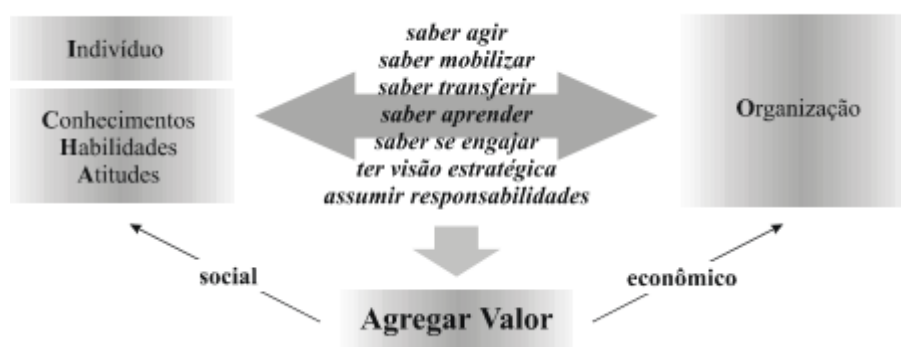 Indivíduo
Conhecimentos
Habilidades
Atitudes
saber agir
saber mobilizar
saber transferir
saber aprender
saber se engajar
ter visão estratégica
assumir responsabilidades
Organização
social
econômico
Agregar Valor